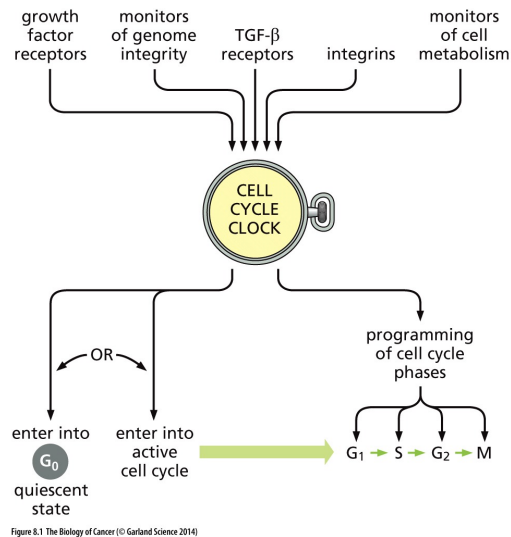 growth
factor
receptors
monitors
of genome
integrity
TGF-β
receptors
integrins
monitors
of cell
metabolism
CELL
CYCLE
CLOCK
OR
enter into
G₀
quiescent
state
enter into
active
cell cycle
programming
of cell cycle
phases
G₁ S G₂ M
Figure 8.1 The Biology of Cancer (© Garland Science 2014)